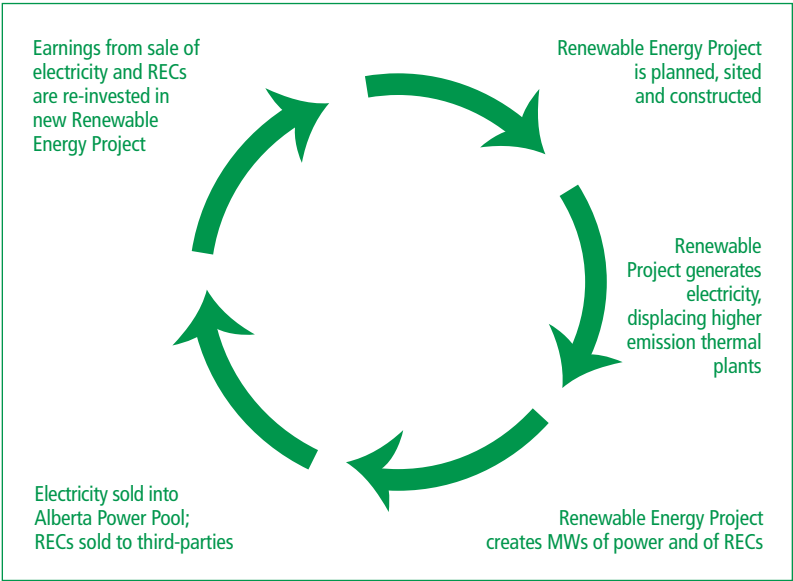 Earnings from sale of
electricity and RECs
are re-invested in
new Renewable
Energy Project
Renewable Energy Project
is planned, sited
and constructed
Renewable
Project generates
electricity,
displacing higher
emission thermal
plants
Renewable Energy Project
creates MWs of power and of RECs
Electricity sold into
Alberta Power Pool;
RECs sold to third-parties